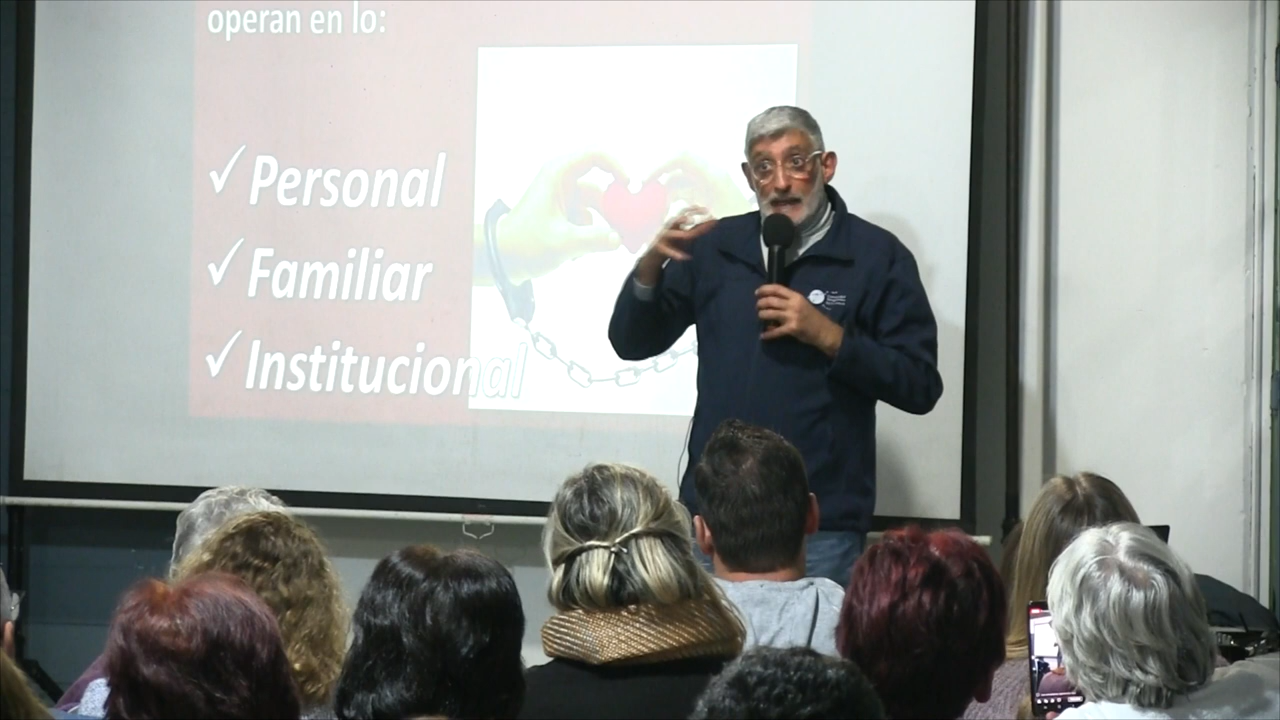 operan en lo:
✓ Personal
✓ Familiar
✓ Institucional